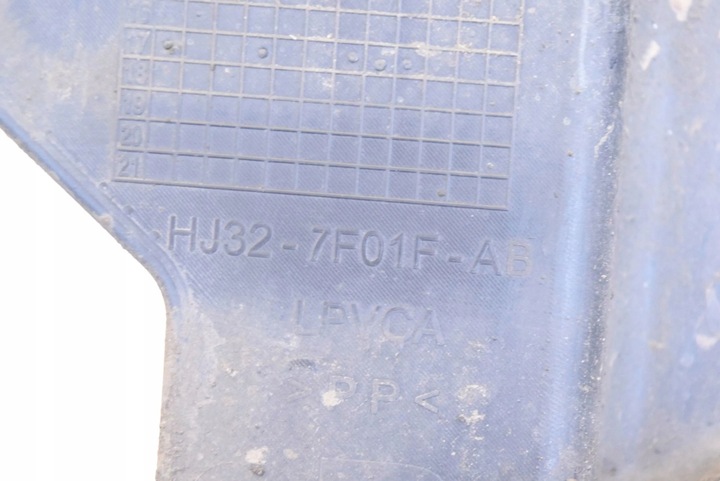 17
18
19
20
21
HJ32-7F01F-AB
LPVCA
>PP<